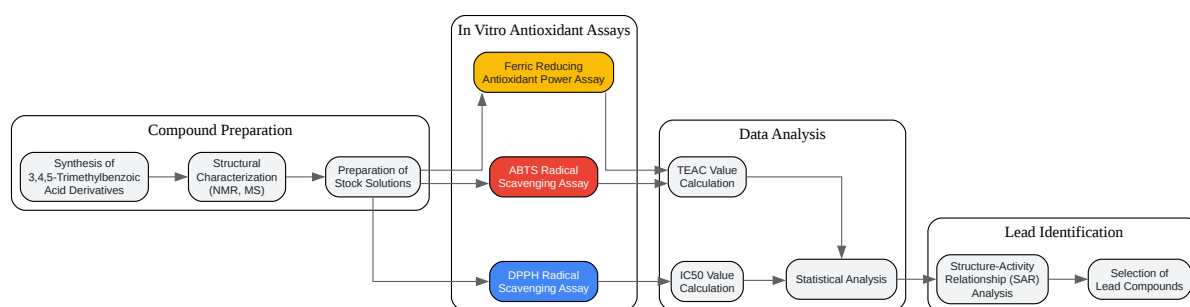 Compound Preparation
Synthesis of
3,4,5-Trimethylbenzoic
Acid Derivatives
Structural
Characterization
(NMR, MS)
Preparation of
Stock Solutions
In Vitro Antioxidant Assays
Ferric Reducing
Antioxidant Power Assay
ABTS Radical
Scavenging Assay
DPPH Radical
Scavenging Assay
Data Analysis
TEAC Value
Calculation
IC50 Value
Calculation
Statistical Analysis
Lead Identification
Structure-Activity
Relationship (SAR)
Analysis
Selection of
Lead Compounds